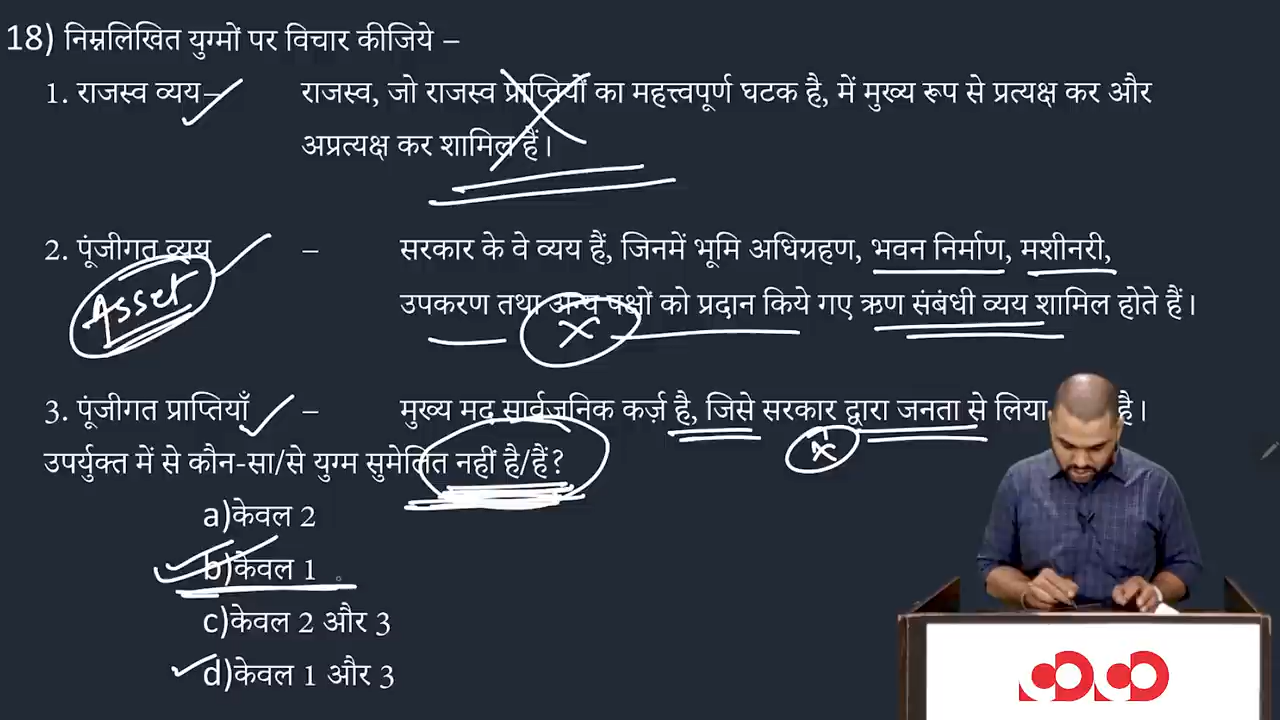 18) निम्नलिखित युग्मों पर विचार कीजिये –
1. राजस्व व्यय – राजस्व, जो राजस्व प्राप्तियों का महत्त्वपूर्ण घटक है, में मुख्य रूप से प्रत्यक्ष कर और
अप्रत्यक्ष कर शामिल हैं।
2. पूंजीगत व्यय – सरकार के वे व्यय हैं, जिनमें भूमि अधिग्रहण, भवन निर्माण, मशीनरी,
Asset
उपकरण तथा अन्य पक्षों को प्रदान किये गए ऋण संबंधी व्यय शामिल होते हैं।
3. पूंजीगत प्राप्तियाँ – मुख्य मद सार्वजनिक कर्ज़ है, जिसे सरकार द्वारा जनता से लिया है।
उपर्युक्त में से कौन-सा/से युग्म सुमेलित नहीं है/हैं?
a)केवल 2
b)केवल 1
c)केवल 2 और 3
d)केवल 1 और 3